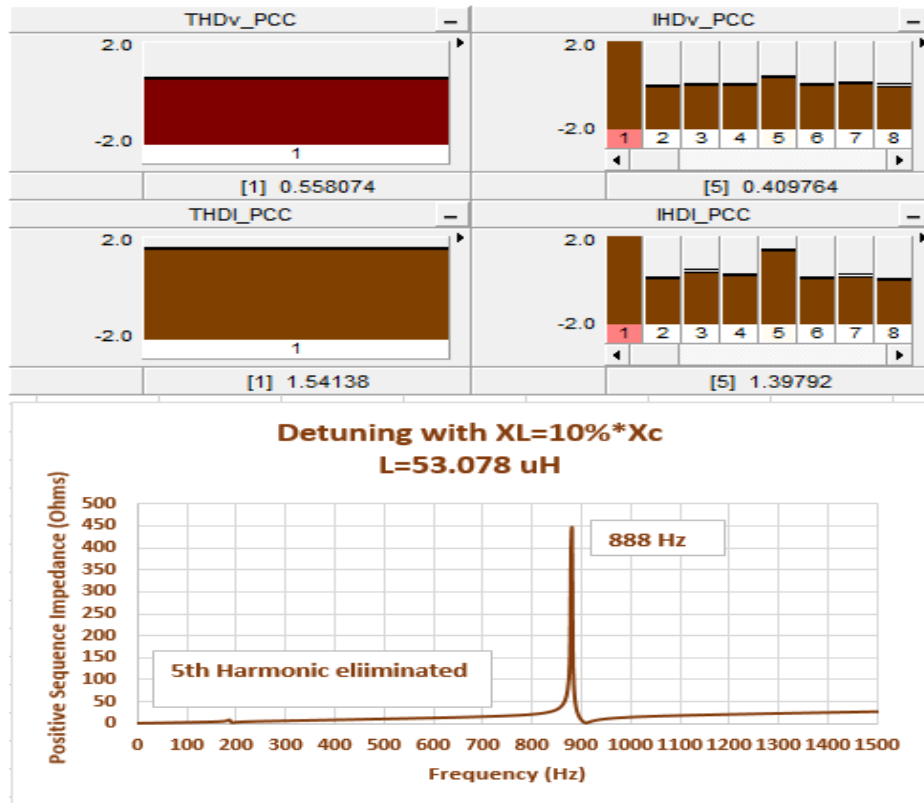 THDv_PCC
2.0
-2.0
1
[1] 0.558074
IHDv_PCC
2.0
-2.0
1 2 3 4 5 6 7 8
[5] 0.409764
THDI_PCC
2.0
-2.0
1
[1] 1.54138
IHDI_PCC
2.0
-2.0
1 2 3 4 5 6 7 8
[5] 1.39792
Detuning with XL=10%*Xc
L=53.078 uH
Positive Sequence Impedance (Ohms)
500
450
400
350
300
250
200
150
100
50
0
888 Hz
5th Harmonic eliiminated
0 100 200 300 400 500 600 700 800 900 1000 1100 1200 1300 1400 1500
Frequency (Hz)